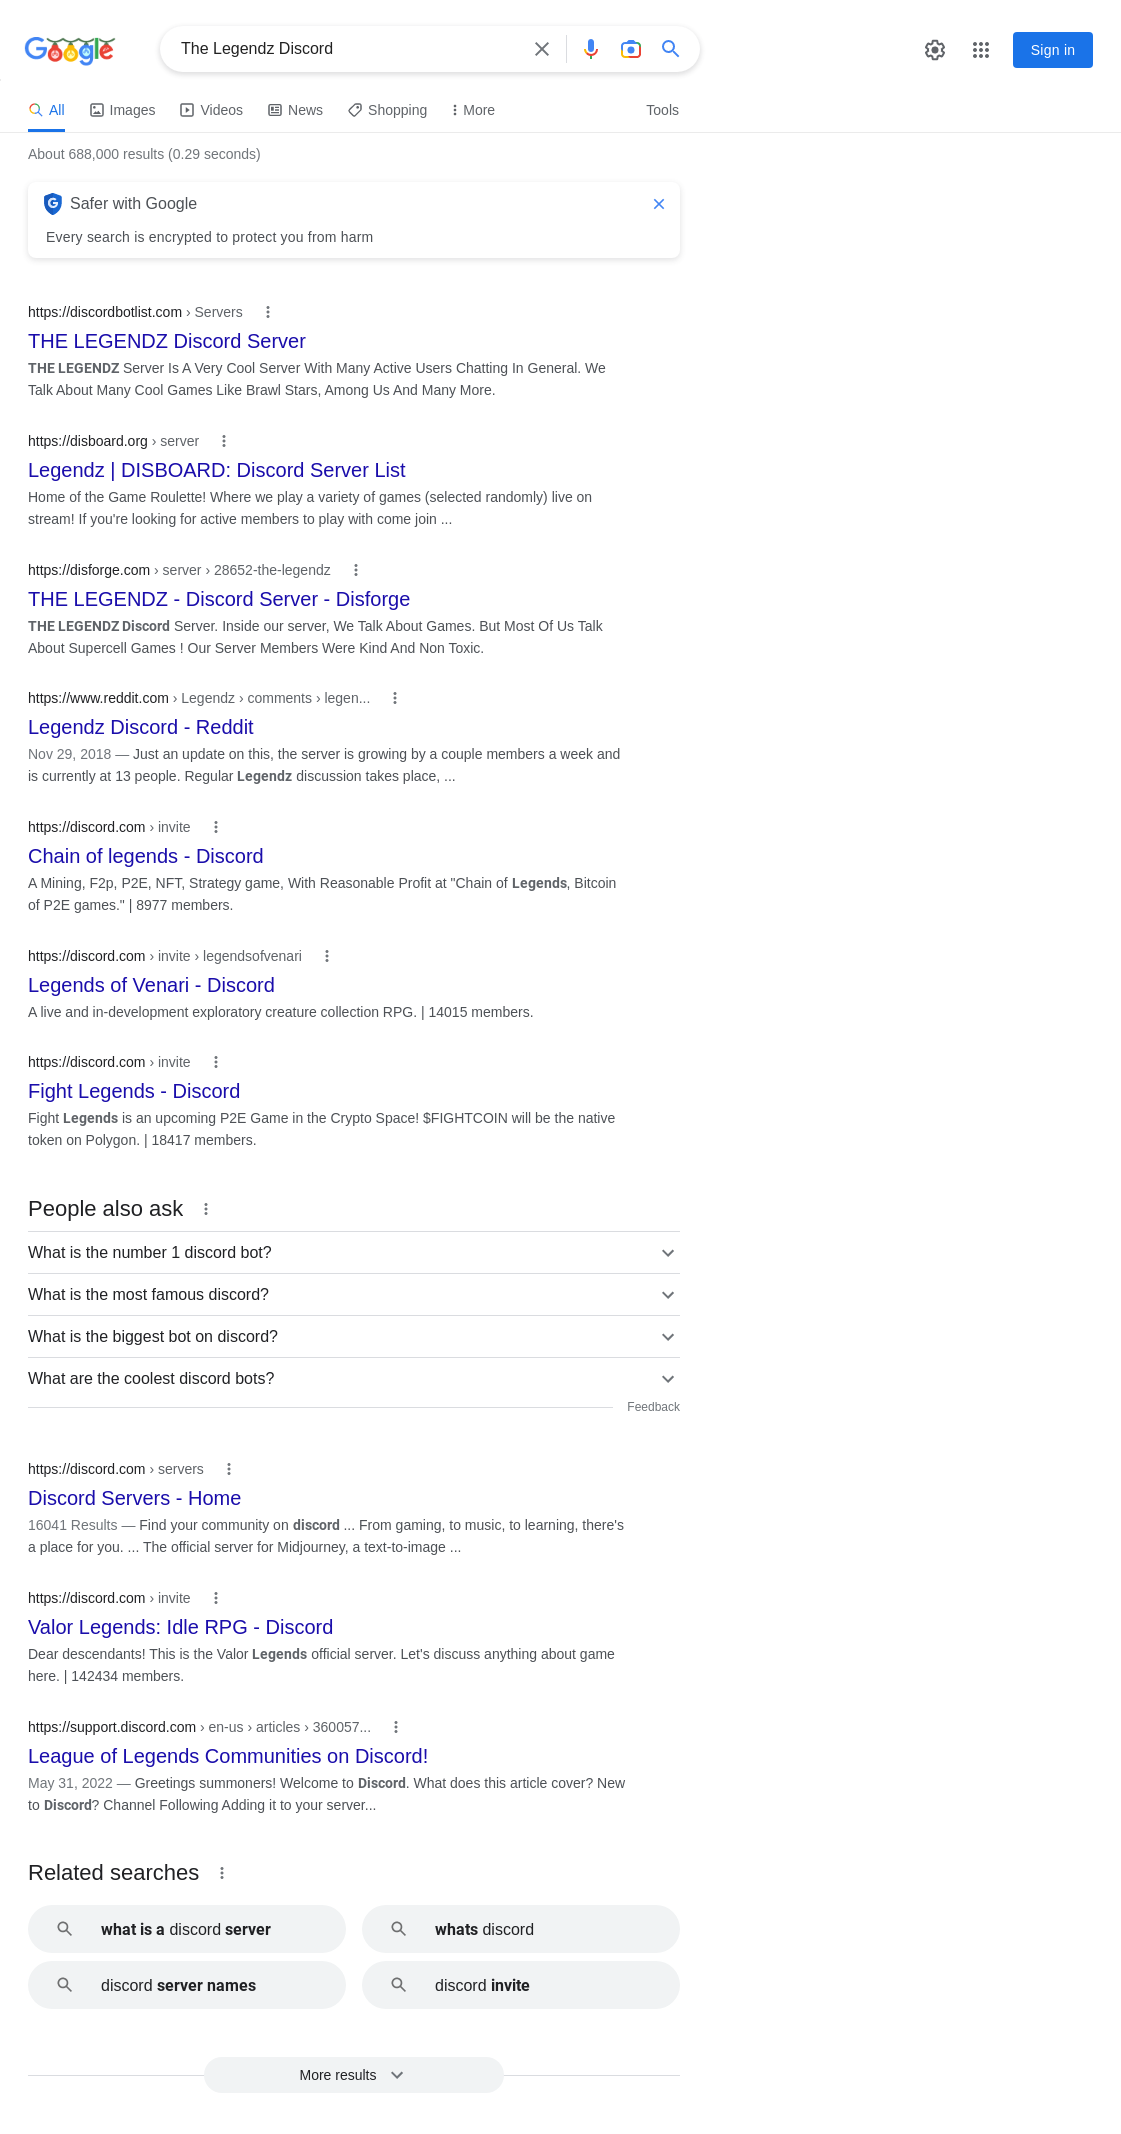 Google
The Legendz Discord
Sign in
All Images Videos News Shopping More Tools
About 688,000 results (0.29 seconds)
Safer with Google
Every search is encrypted to protect you from harm
https://discordbotlist.com › Servers
THE LEGENDZ Discord Server
THE LEGENDZ Server Is A Very Cool Server With Many Active Users Chatting In General. We
Talk About Many Cool Games Like Brawl Stars, Among Us And Many More.
https://disboard.org › server
Legendz | DISBOARD: Discord Server List
Home of the Game Roulette! Where we play a variety of games (selected randomly) live on
stream! If you're looking for active members to play with come join ...
https://disforge.com › server › 28652-the-legendz
THE LEGENDZ - Discord Server - Disforge
THE LEGENDZ Discord Server. Inside our server, We Talk About Games. But Most Of Us Talk
About Supercell Games ! Our Server Members Were Kind And Non Toxic.
https://www.reddit.com › Legendz › comments › legen...
Legendz Discord - Reddit
Nov 29, 2018 — Just an update on this, the server is growing by a couple members a week and
is currently at 13 people. Regular Legendz discussion takes place, ...
https://discord.com › invite
Chain of legends - Discord
A Mining, F2p, P2E, NFT, Strategy game, With Reasonable Profit at "Chain of Legends, Bitcoin
of P2E games." | 8977 members.
https://discord.com › invite › legendsofvenari
Legends of Venari - Discord
A live and in-development exploratory creature collection RPG. | 14015 members.
https://discord.com › invite
Fight Legends - Discord
Fight Legends is an upcoming P2E Game in the Crypto Space! $FIGHTCOIN will be the native
token on Polygon. | 18417 members.
People also ask
What is the number 1 discord bot?
What is the most famous discord?
What is the biggest bot on discord?
What are the coolest discord bots?
Feedback
https://discord.com › servers
Discord Servers - Home
16041 Results — Find your community on discord ... From gaming, to music, to learning, there's
a place for you. ... The official server for Midjourney, a text-to-image ...
https://discord.com › invite
Valor Legends: Idle RPG - Discord
Dear descendants! This is the Valor Legends official server. Let's discuss anything about game
here. | 142434 members.
https://support.discord.com › en-us › articles › 360057...
League of Legends Communities on Discord!
May 31, 2022 — Greetings summoners! Welcome to Discord. What does this article cover? New
to Discord? Channel Following Adding it to your server...
Related searches
what is a discord server
whats discord
discord server names
discord invite
More results